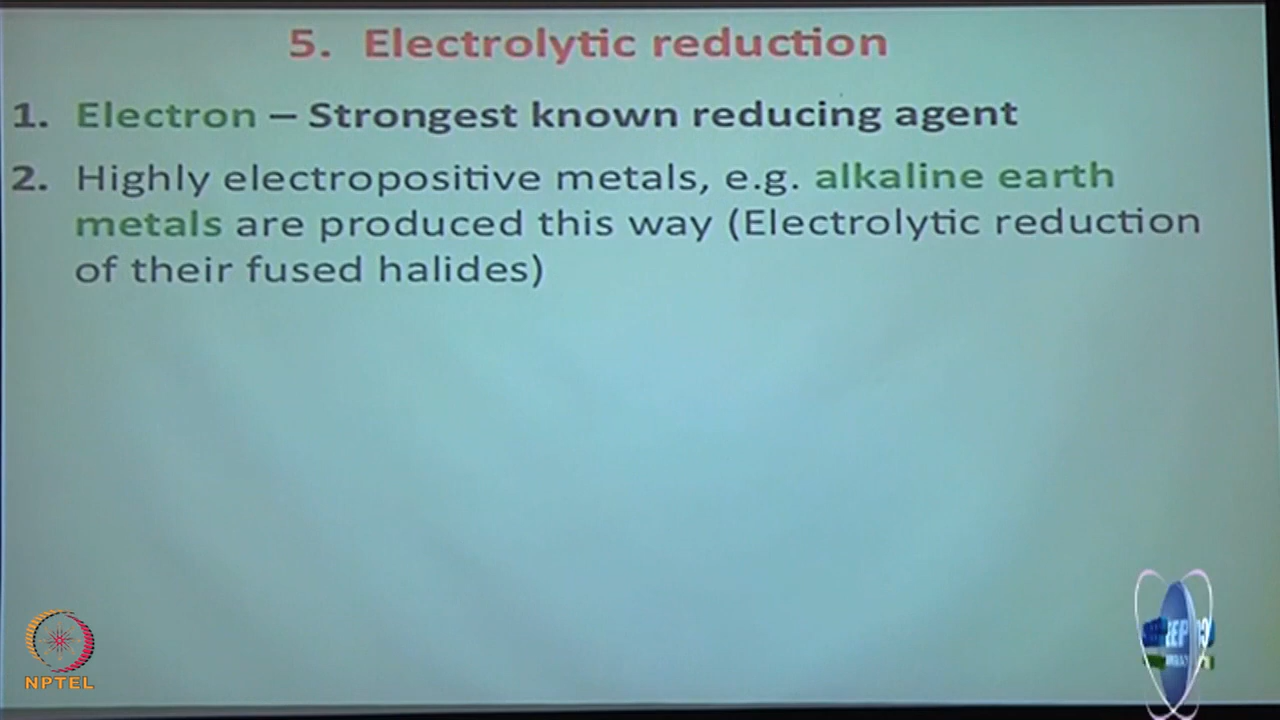 5. Electrolytic reduction
1. Electron – Strongest known reducing agent
2. Highly electropositive metals, e.g. alkaline earth
metals are produced this way (Electrolytic reduction
of their fused halides)
NPTEL